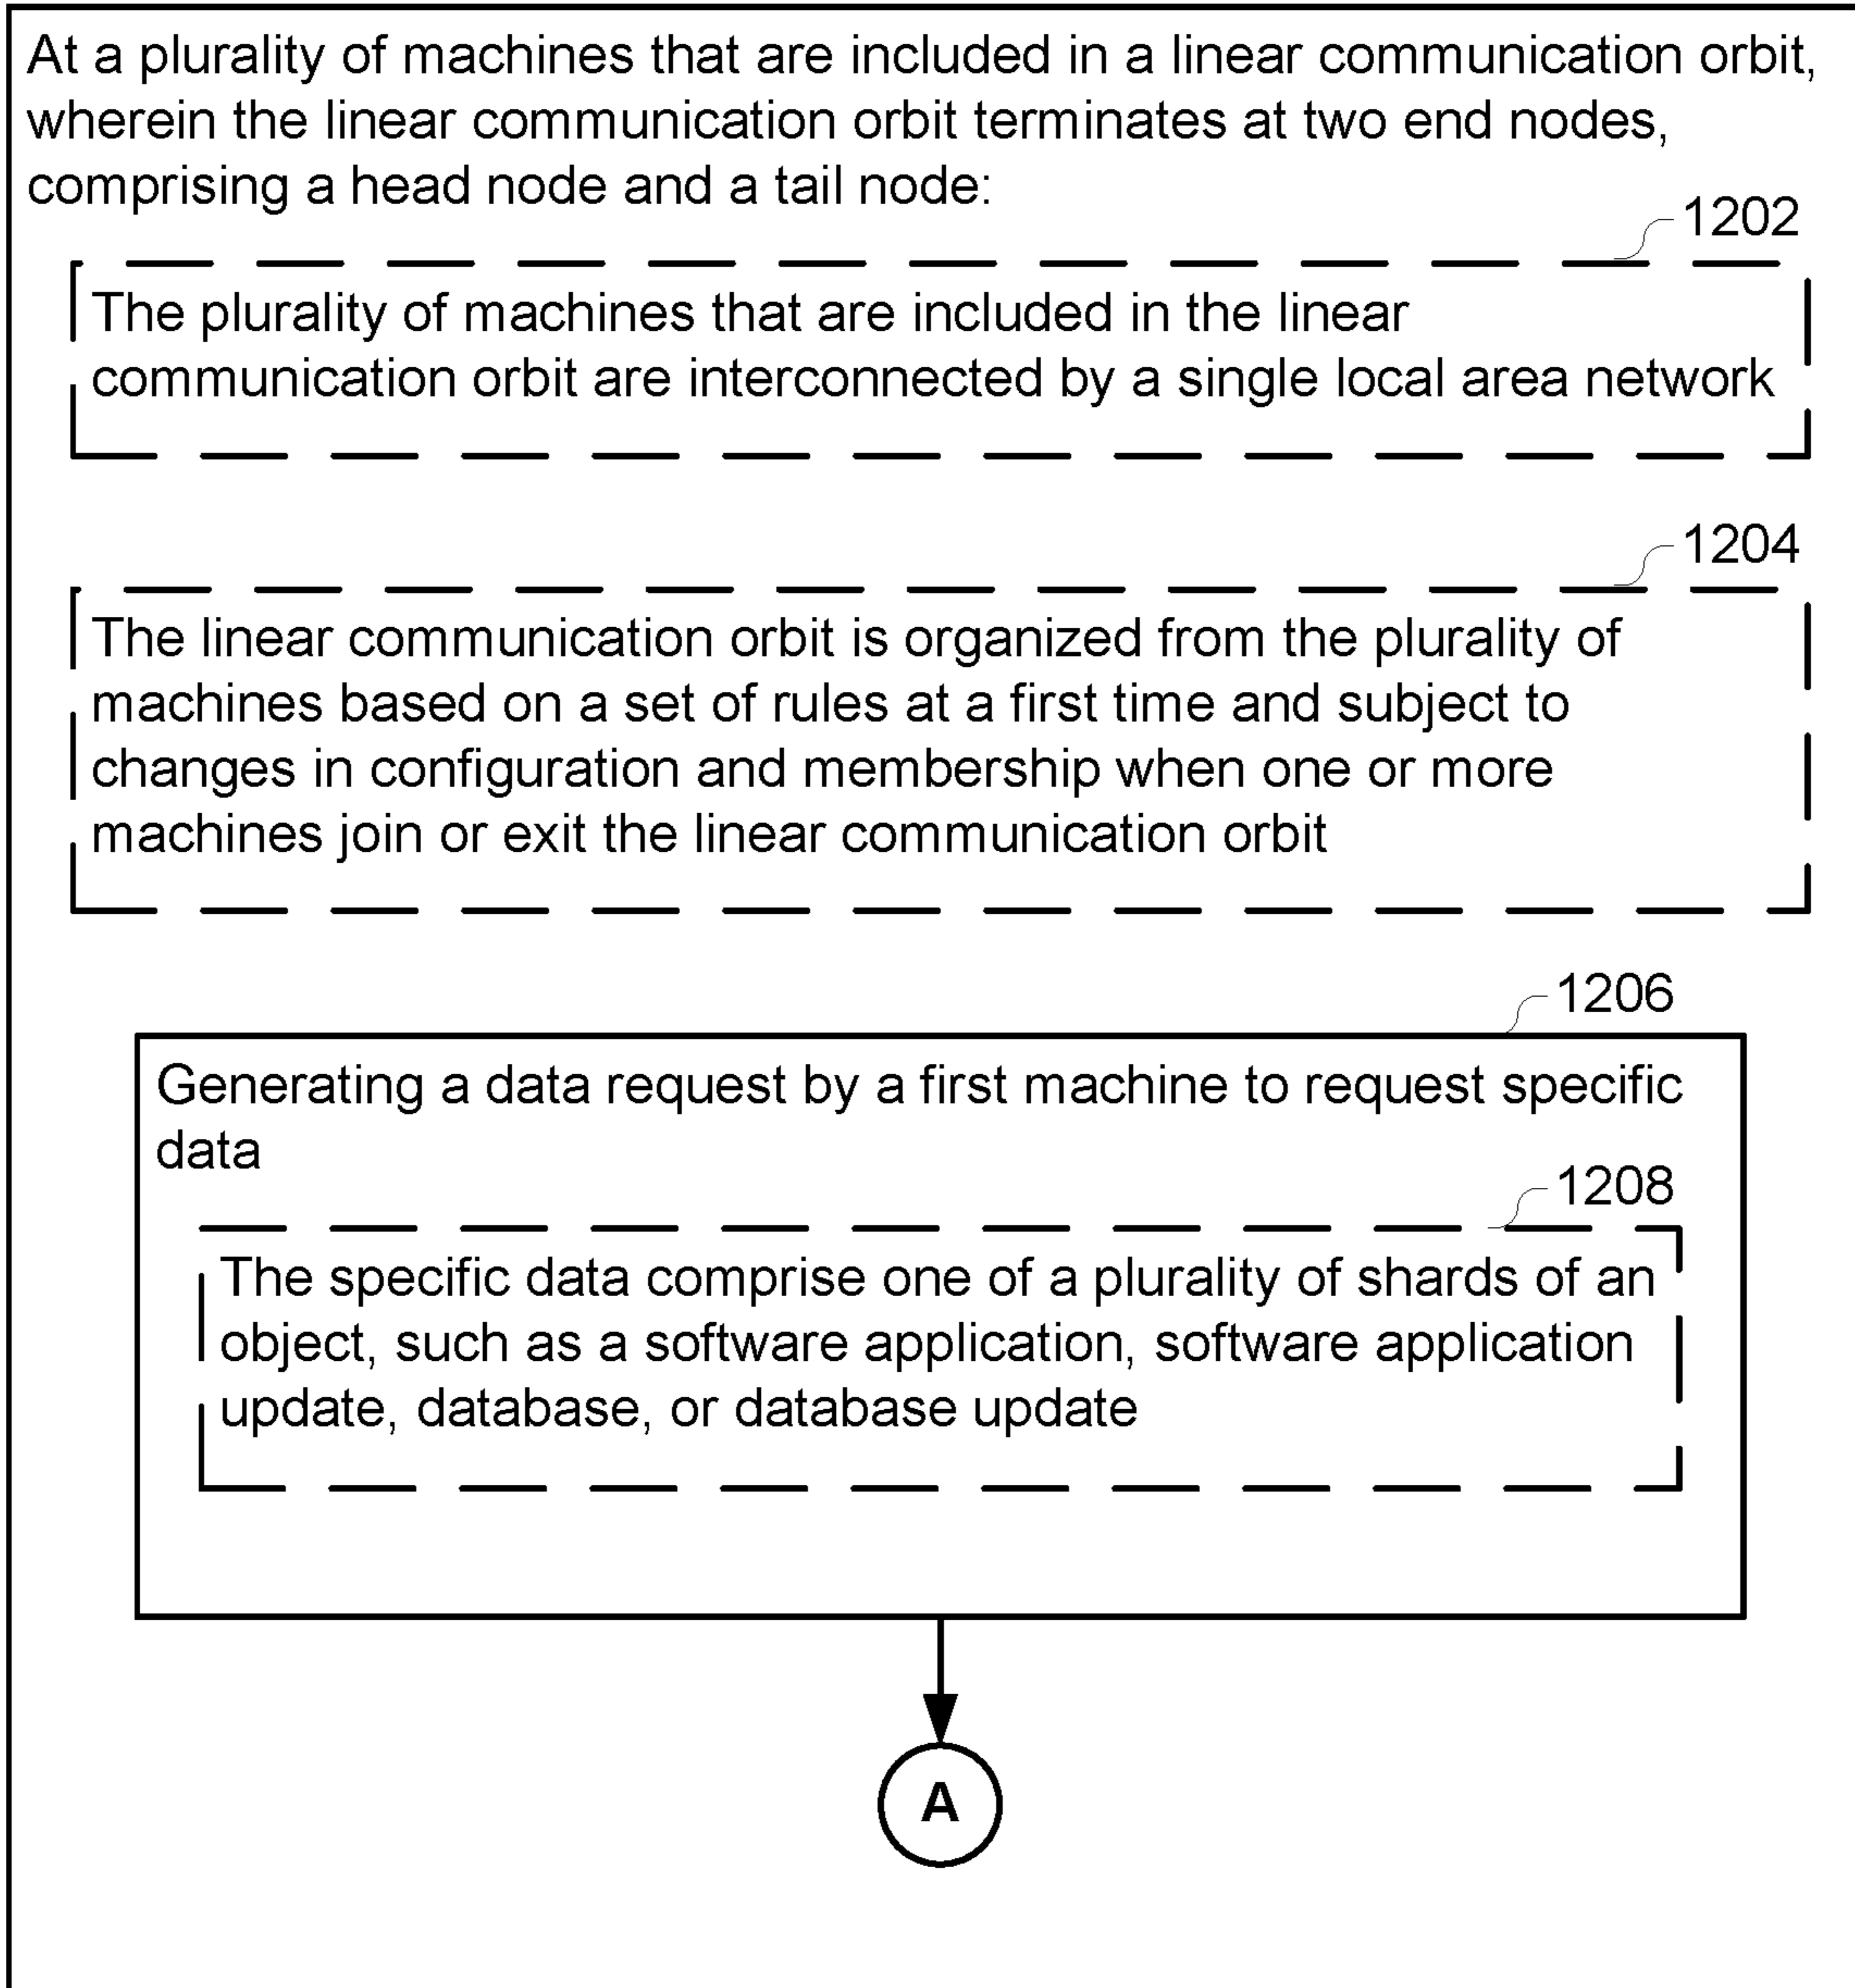 At a plurality of machines that are included in a linear communication orbit,
wherein the linear communication orbit terminates at two end nodes,
comprising a head node and a tail node:
1202
The plurality of machines that are included in the linear
communication orbit are interconnected by a single local area network
1204
The linear communication orbit is organized from the plurality of
machines based on a set of rules at a first time and subject to
changes in configuration and membership when one or more
machines join or exit the linear communication orbit
1206
Generating a data request by a first machine to request specific
data
1208
The specific data comprise one of a plurality of shards of an
object, such as a software application, software application
update, database, or database update
A